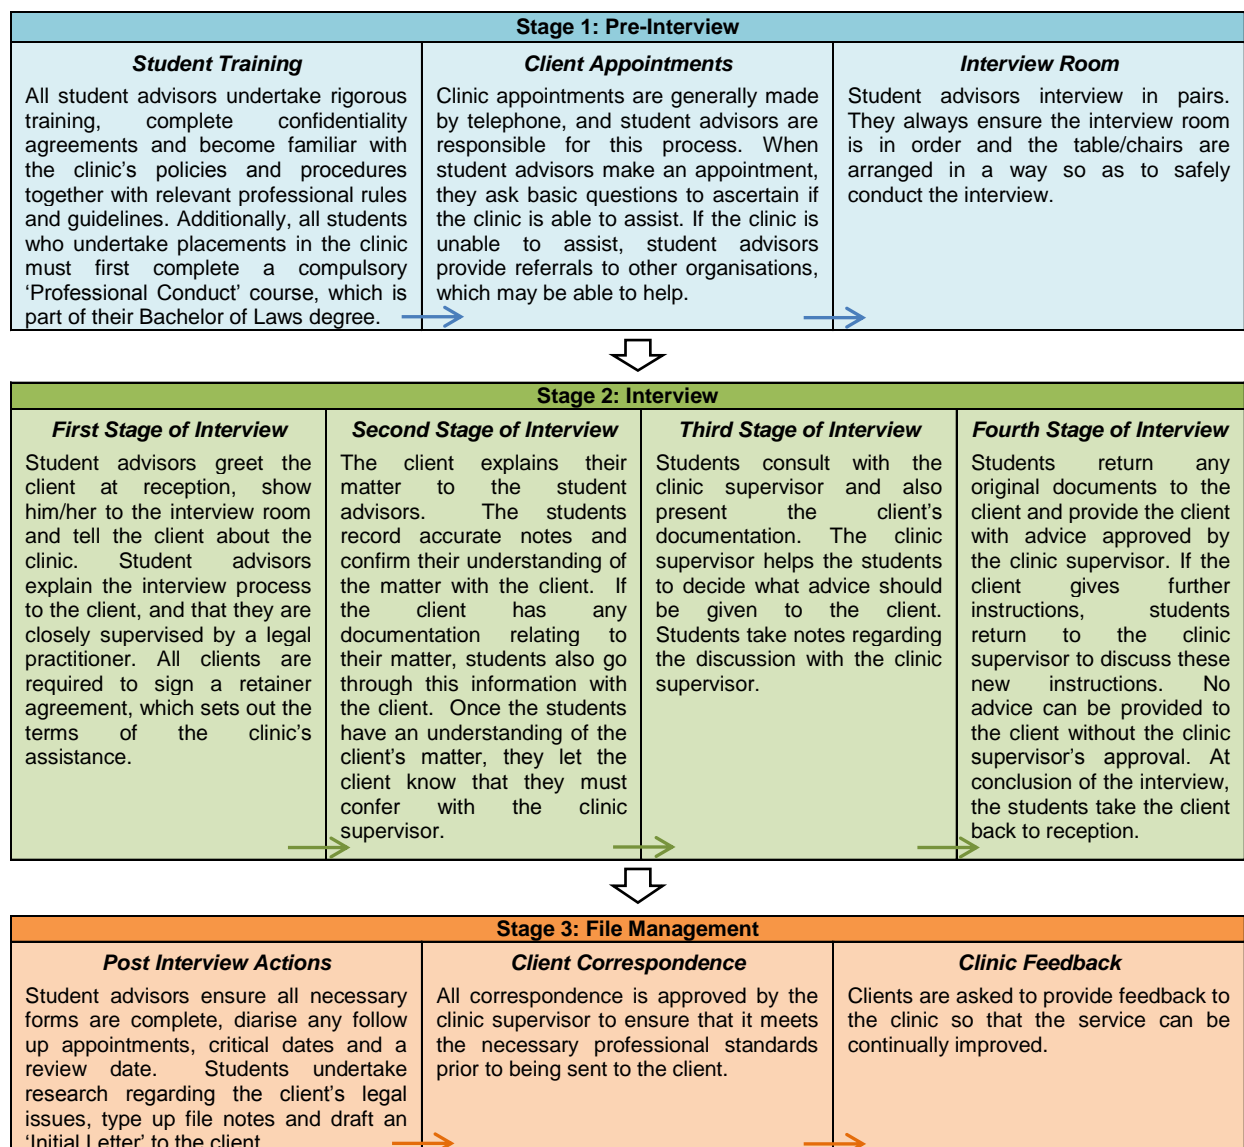 Stage 1: Pre-Interview
Student Training
All student advisors undertake rigorous
training, complete confidentiality
agreements and become familiar with
the clinic's policies and procedures
together with relevant professional rules
and guidelines. Additionally, all students
who undertake placements in the clinic
must first complete a compulsory
'Professional Conduct' course, which is
part of their Bachelor of Laws degree.
Client Appointments
Clinic appointments are generally made
by telephone, and student advisors are
responsible for this process. When
student advisors make an appointment,
they ask basic questions to ascertain if
the clinic is able to assist. If the clinic is
unable to assist, student advisors
provide referrals to other organisations,
which may be able to help.
Interview Room
Student advisors interview in pairs.
They always ensure the interview room
is in order and the table/chairs are
arranged in a way so as to safely
conduct the interview.
Stage 2: Interview
First Stage of Interview
Student advisors greet the
client at reception, show
him/her to the interview room
and tell the client about the
clinic. Student advisors
explain the interview process
to the client, and that they are
closely supervised by a legal
practitioner. All clients are
required to sign a retainer
agreement, which sets out the
terms of the clinic's
assistance.
Second Stage of Interview
The client explains their
matter to the student
advisors. The students
record accurate notes and
confirm their understanding of
the matter with the client. If
the client has any
documentation relating to
their matter, students also go
through this information with
the client. Once the students
have an understanding of the
client's matter, they let the
client know that they must
confer with the clinic
supervisor.
Third Stage of Interview
Students consult with the
clinic supervisor and also
present the client's
documentation. The clinic
supervisor helps the students
to decide what advice should
be given to the client.
Students take notes regarding
the discussion with the clinic
supervisor.
Fourth Stage of Interview
Students return any
original documents to the
client and provide the client
with advice approved by
the clinic supervisor. If the
client gives further
instructions, students
return to the clinic
supervisor to discuss these
new instructions. No
advice can be provided to
the client without the clinic
supervisor's approval. At
conclusion of the interview,
the students take the client
back to reception.
Stage 3: File Management
Post Interview Actions
Student advisors ensure all necessary
forms are complete, diarise any follow
up appointments, critical dates and a
review date. Students undertake
research regarding the client's legal
issues, type up file notes and draft an
'Initial Letter' to the client.
Client Correspondence
All correspondence is approved by the
clinic supervisor to ensure that it meets
the necessary professional standards
prior to being sent to the client.
Clinic Feedback
Clients are asked to provide feedback to
the clinic so that the service can be
continually improved.